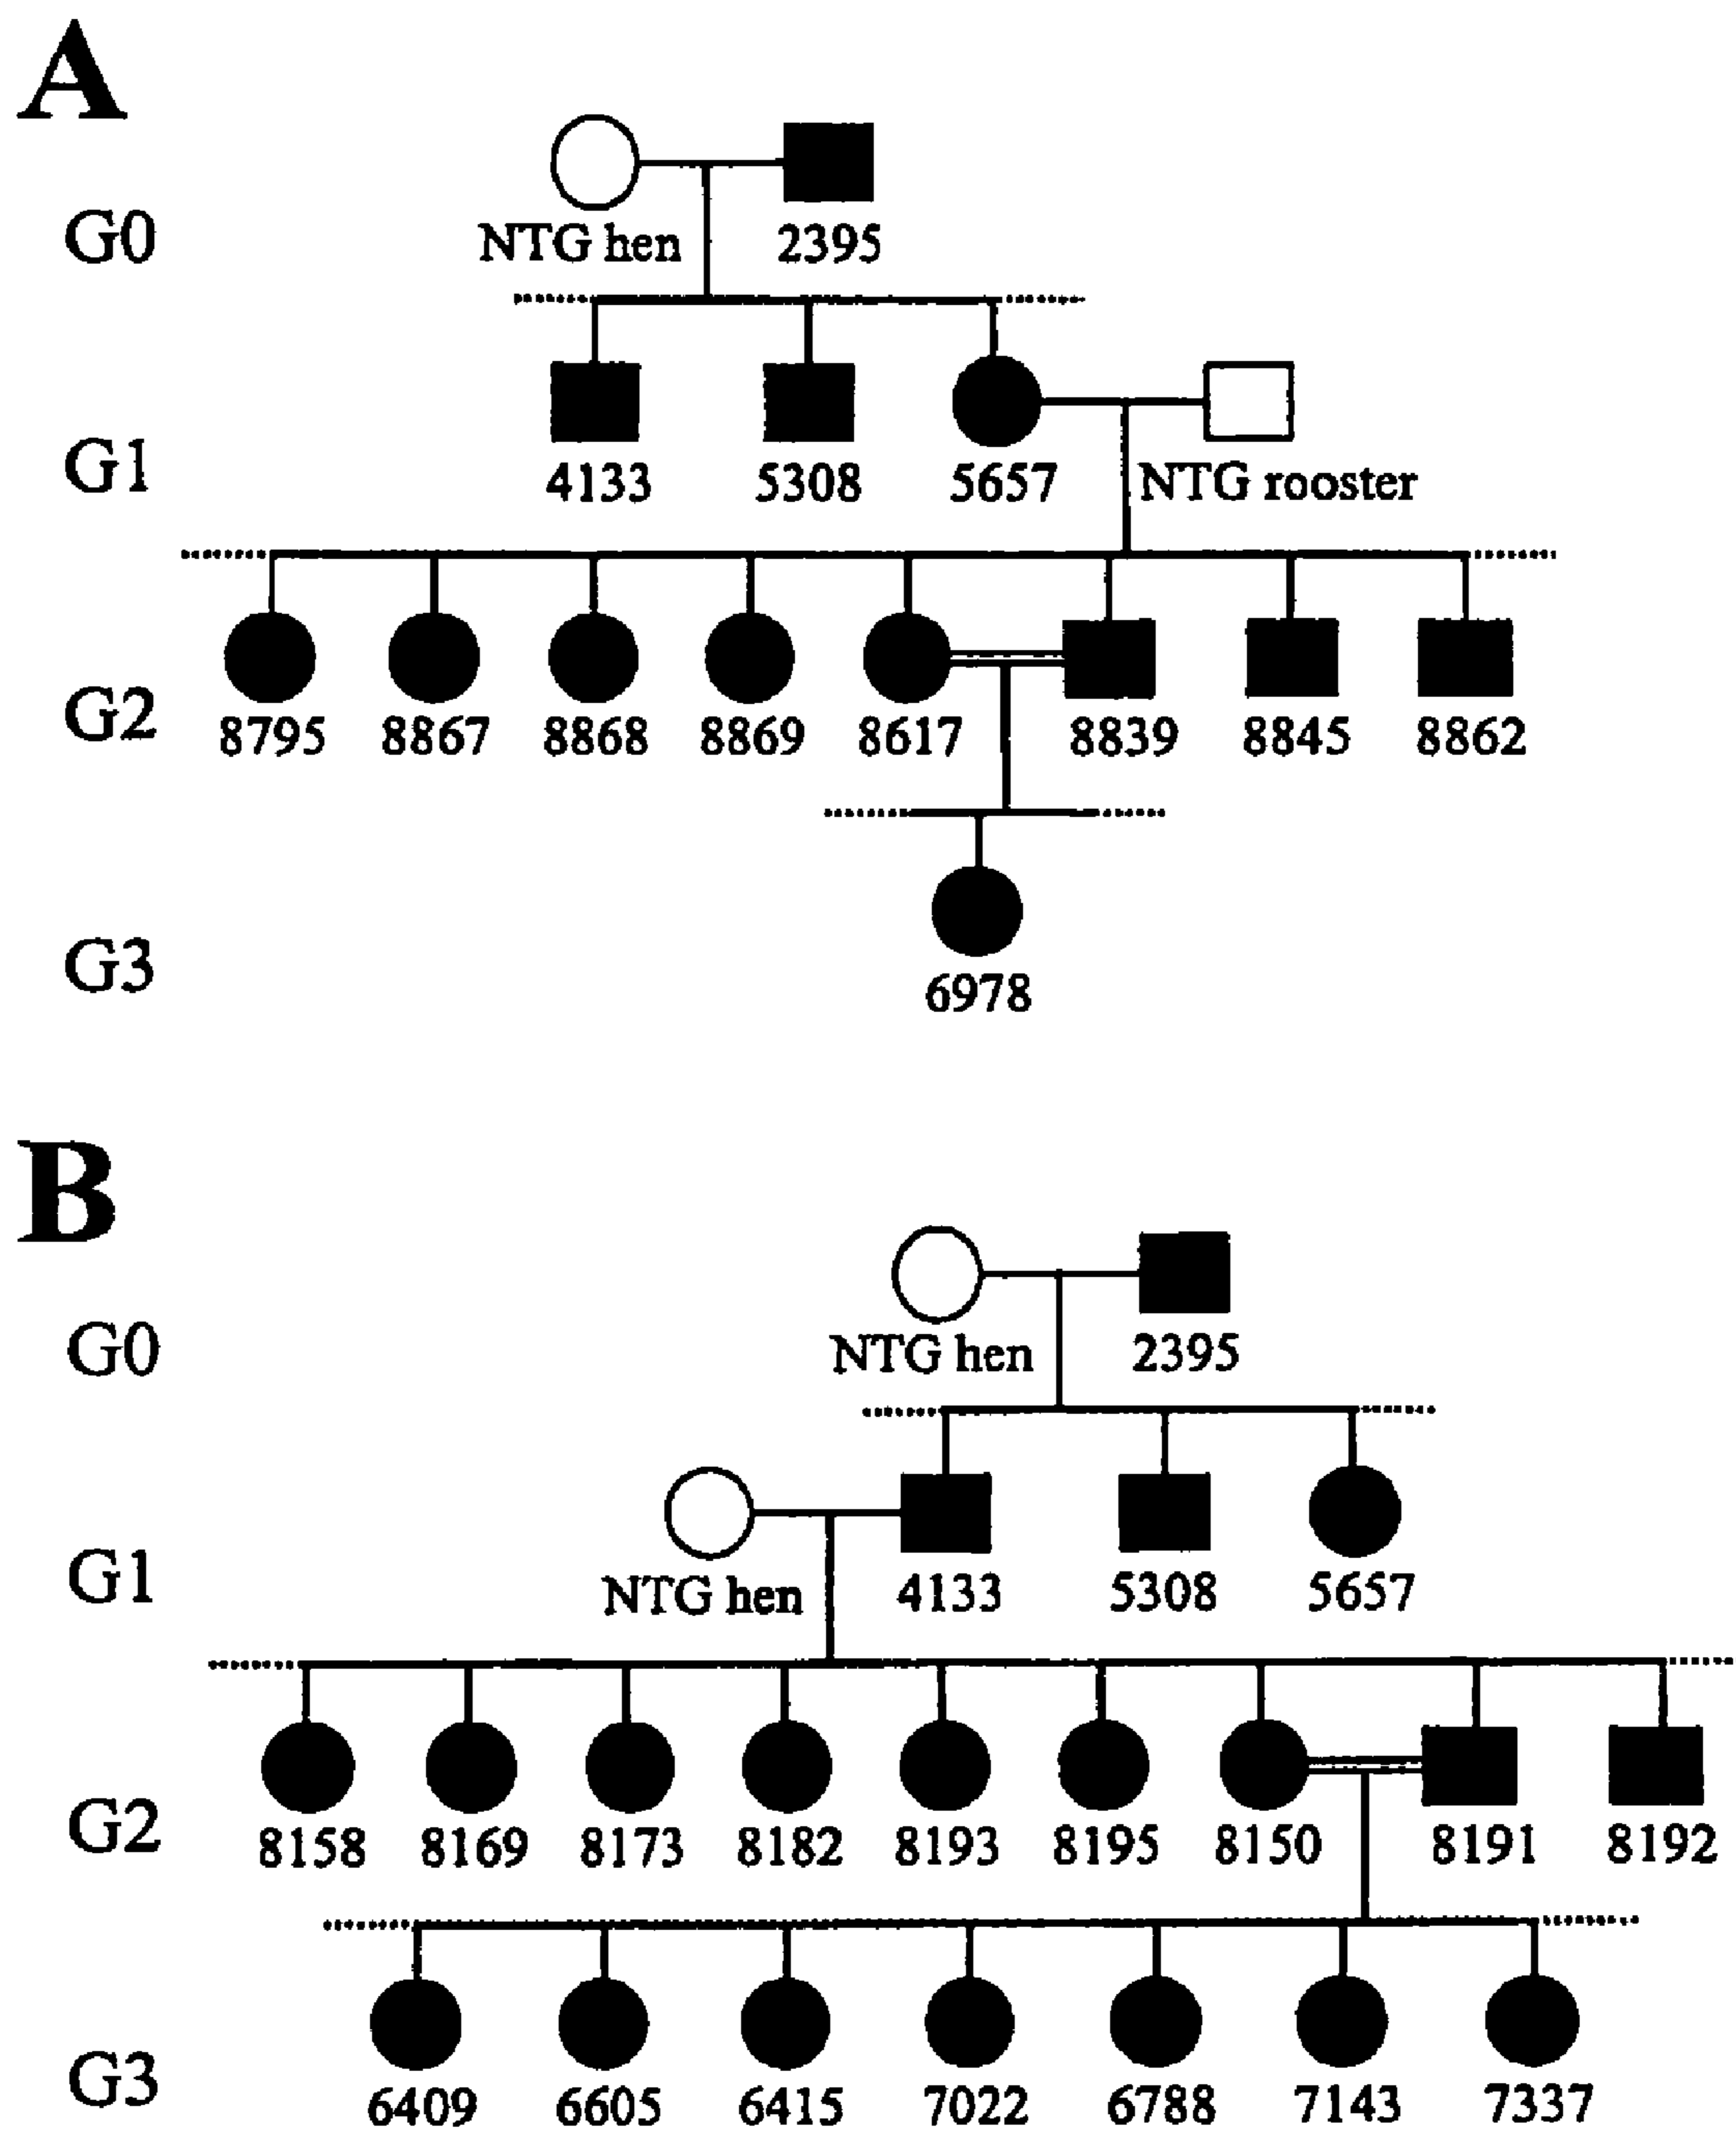 A
G0
NTG hen 2395
G1
4133 5308 5657 NTG rooster
G2
8795 8867 8868 8869 8617 8839 8845 8862
G3
6978
B
G0
NTG hen 2395
G1
NTG hen 4133 5308 5657
G2
8158 8169 8173 8182 8193 8195 8150 8191 8192
G3
6409 6605 6415 7022 6788 7143 7337